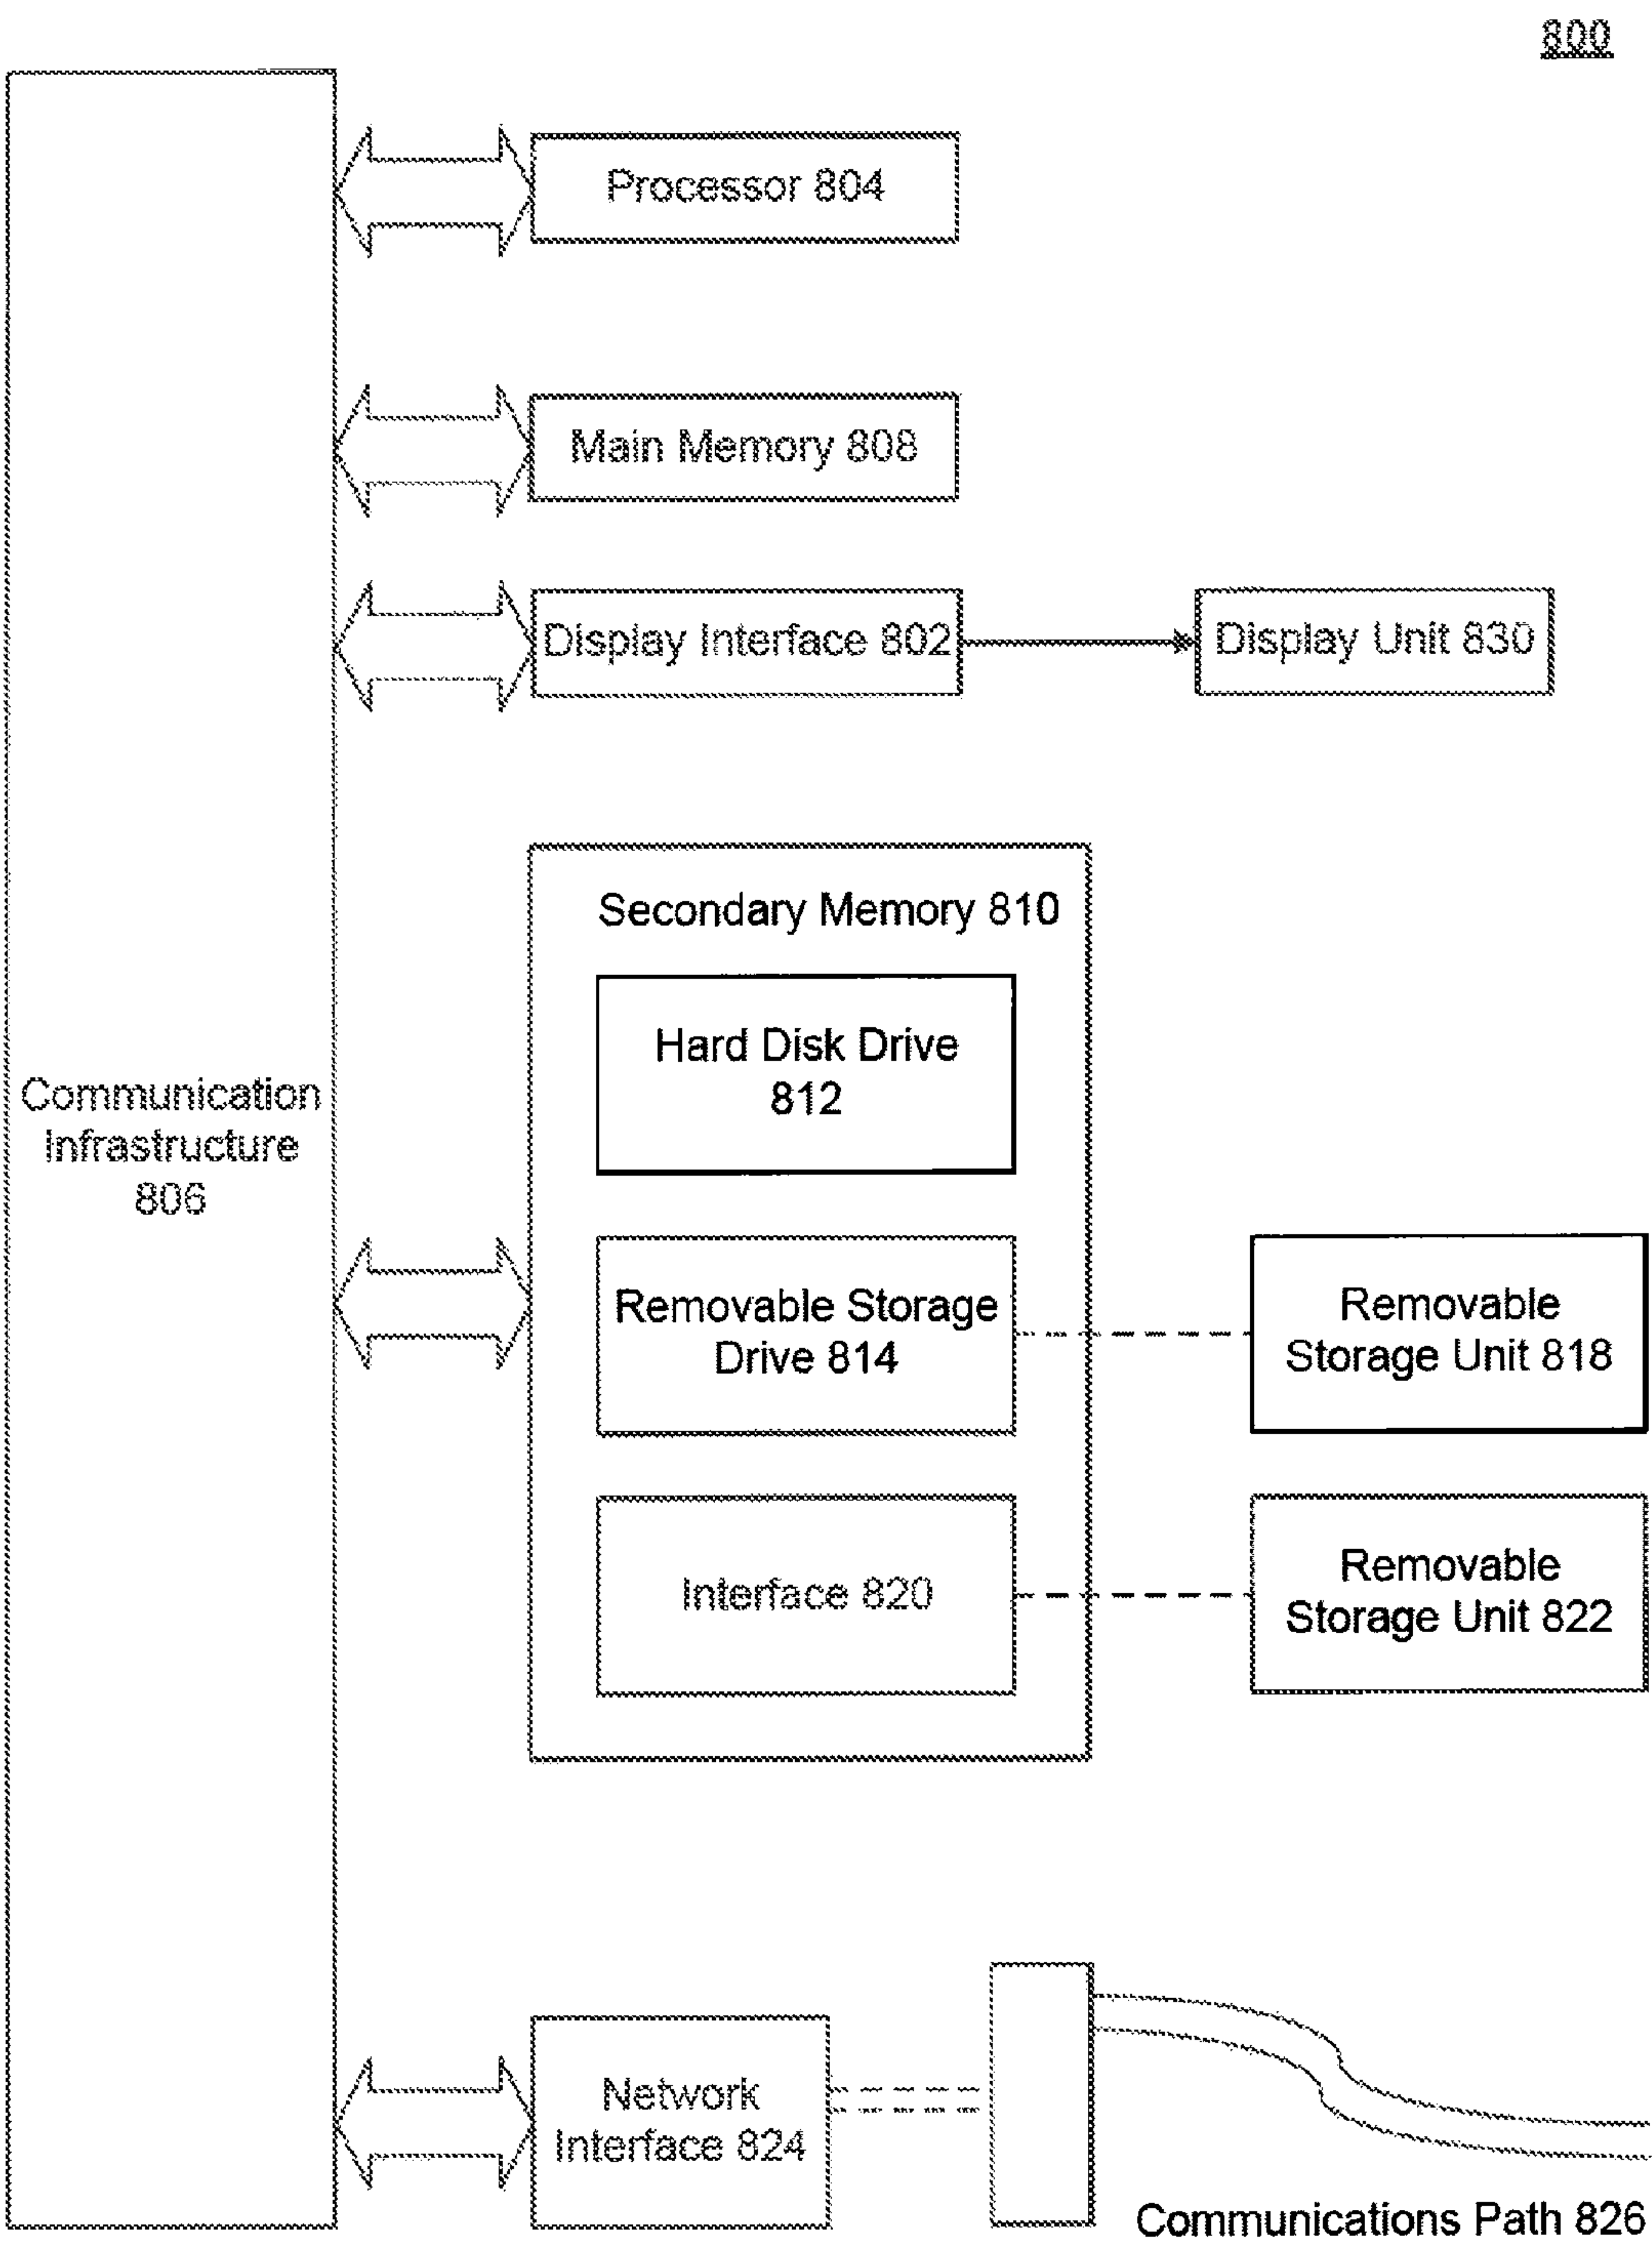 800
Processor 804
Main Memory 808
Display Interface 802
Display Unit 830
Secondary Memory 810
Hard Disk Drive
812
Communication
Infrastructure
806
Removable Storage
Drive 814
Removable
Storage Unit 818
Interface 820
Removable
Storage Unit 822
Network
Interface 824
Communications Path 826